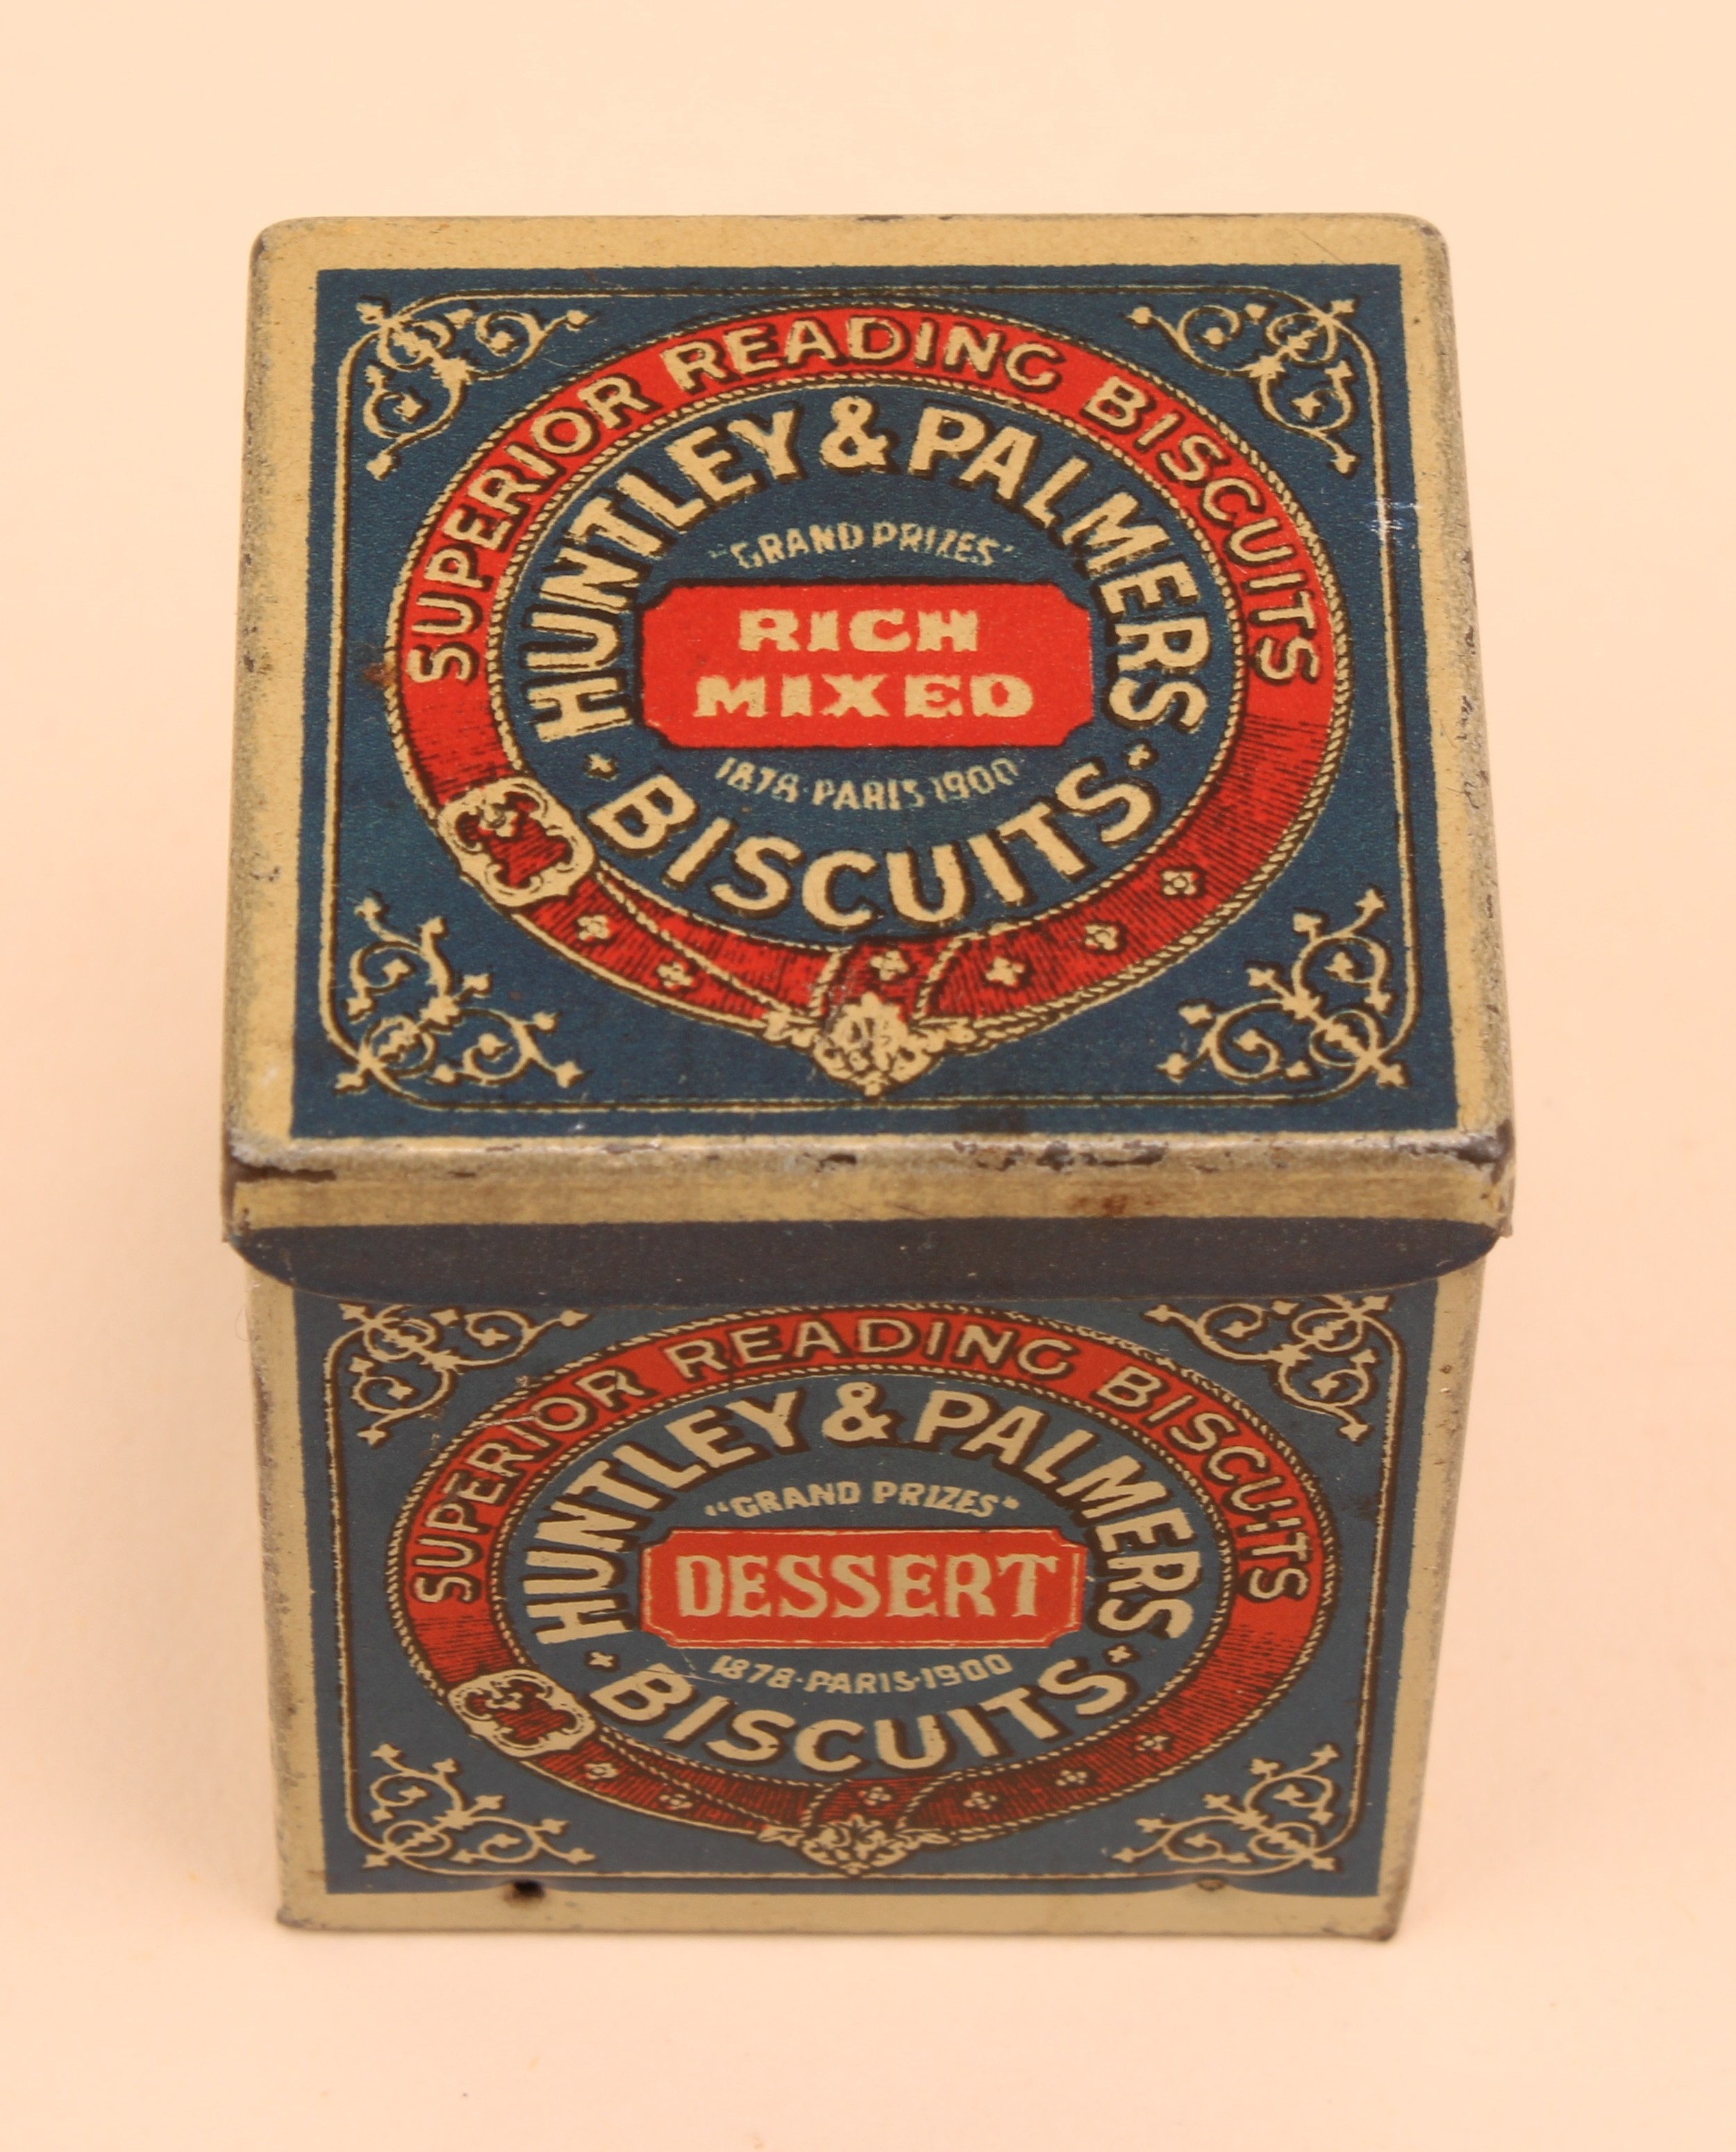 SUPERIOR READING BISCUITS
HUNTLEY & PALMERS
"GRAND PRIZES"
RICH
MIXED
1878·PARIS·1900
BISCUITS
SUPERIOR READING BISCUITS
HUNTLEY & PALMERS
"GRAND PRIZES"
DESSERT
1878·PARIS·1900
BISCUITS